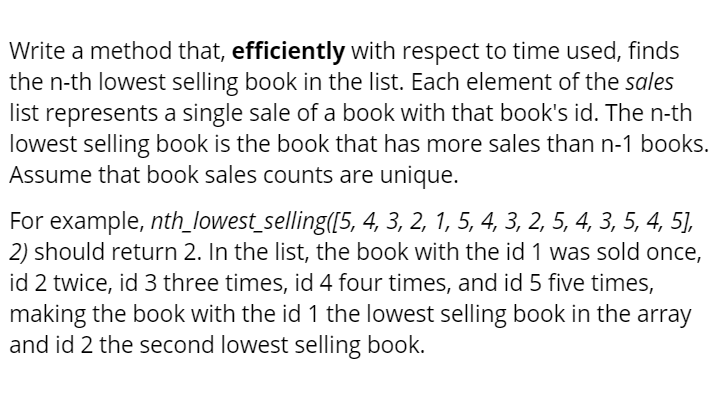 Write a method that, efficiently with respect to time used, finds
the n-th lowest selling book in the list. Each element of the sales
list represents a single sale of a book with that book's id. The n-th
lowest selling book is the book that has more sales than n-1 books.
Assume that book sales counts are unique.
For example, nth_lowest_selling([5, 4, 3, 2, 1, 5, 4, 3, 2, 5, 4, 3, 5, 4, 5],
2) should return 2. In the list, the book with the id 1 was sold once,
id 2 twice, id 3 three times, id 4 four times, and id 5 five times,
making the book with the id 1 the lowest selling book in the array
and id 2 the second lowest selling book.